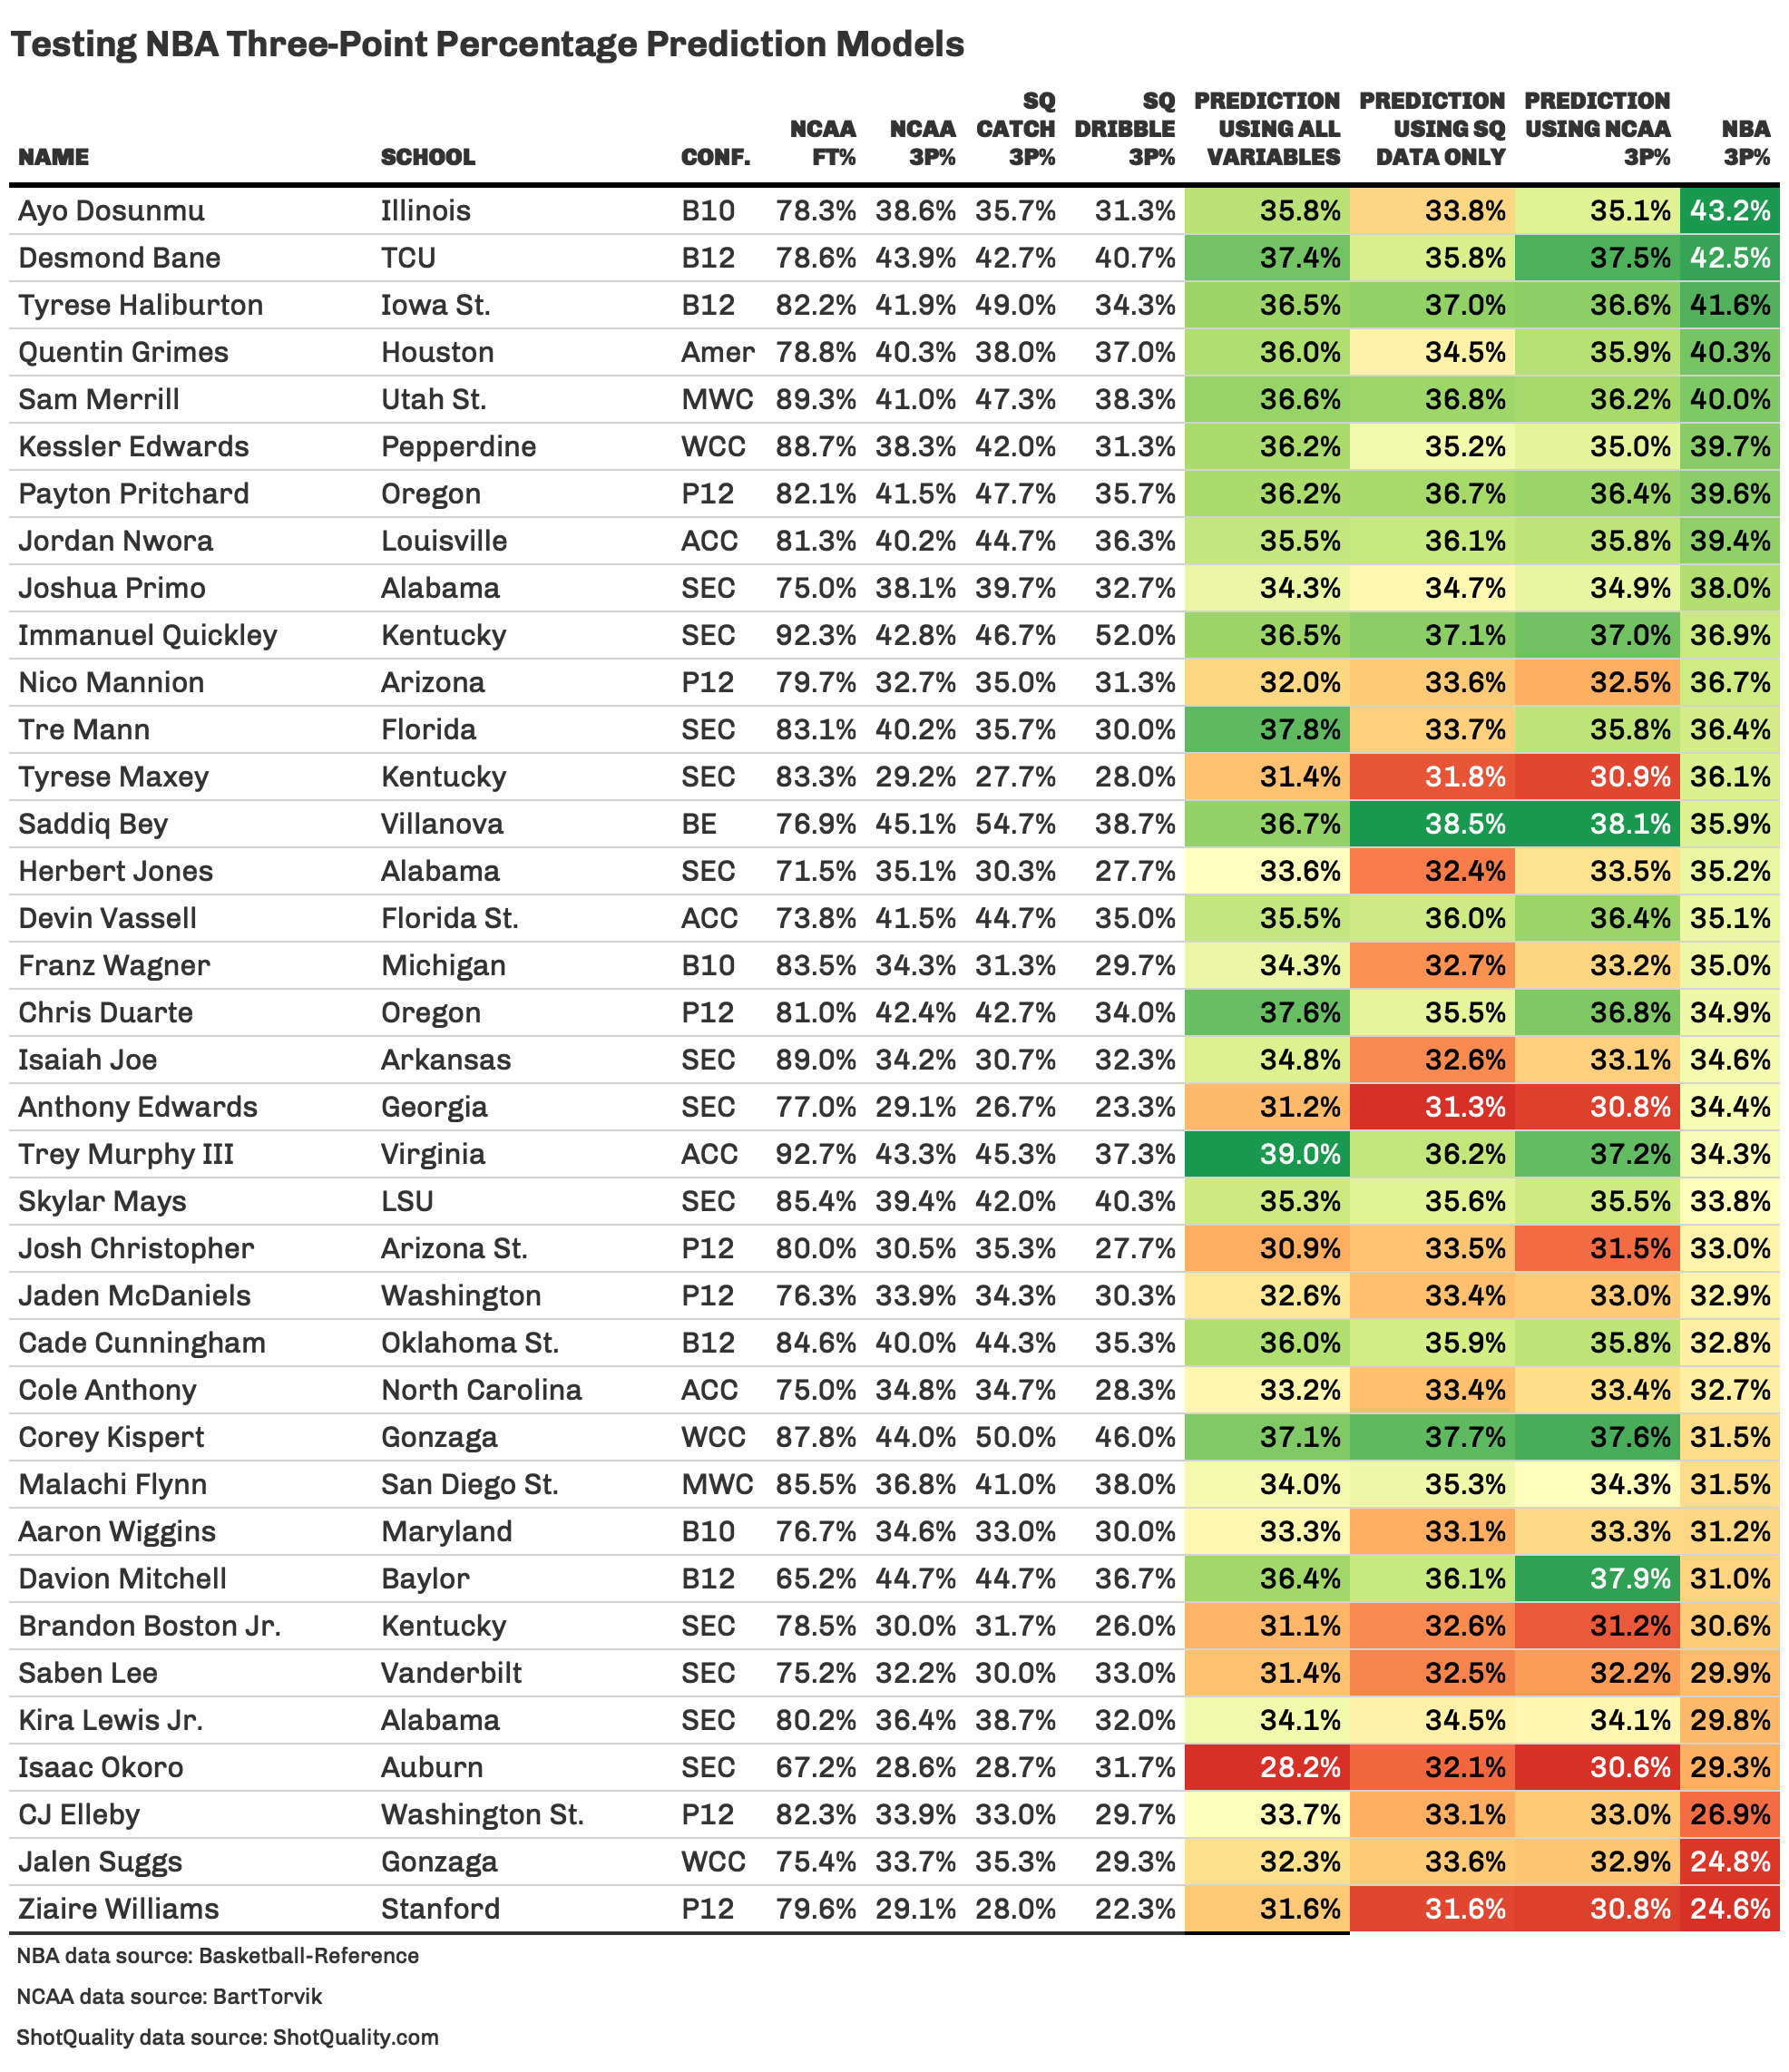 Testing NBA Three-Point Percentage Prediction Models
NAME SCHOOL CONF. NCAA FT% NCAA 3P% SQ CATCH 3P% SQ DRIBBLE 3P% PREDICTION USING ALL VARIABLES PREDICTION USING SQ DATA ONLY PREDICTION USING NCAA 3P% NBA 3P%
Ayo Dosunmu Illinois B10 78.3% 38.6% 35.7% 31.3% 35.8% 33.8% 35.1% 43.2%
Desmond Bane TCU B12 78.6% 43.9% 42.7% 40.7% 37.4% 35.8% 37.5% 42.5%
Tyrese Haliburton Iowa St. B12 82.2% 41.9% 49.0% 34.3% 36.5% 37.0% 36.6% 41.6%
Quentin Grimes Houston Amer 78.8% 40.3% 38.0% 37.0% 36.0% 34.5% 35.9% 40.3%
Sam Merrill Utah St. MWC 89.3% 41.0% 47.3% 38.3% 36.6% 36.8% 36.2% 40.0%
Kessler Edwards Pepperdine WCC 88.7% 38.3% 42.0% 31.3% 36.2% 35.2% 35.0% 39.7%
Payton Pritchard Oregon P12 82.1% 41.5% 47.7% 35.7% 36.2% 36.7% 36.4% 39.6%
Jordan Nwora Louisville ACC 81.3% 40.2% 44.7% 36.3% 35.5% 36.1% 35.8% 39.4%
Joshua Primo Alabama SEC 75.0% 38.1% 39.7% 32.7% 34.3% 34.7% 34.9% 38.0%
Immanuel Quickley Kentucky SEC 92.3% 42.8% 46.7% 52.0% 36.5% 37.1% 37.0% 36.9%
Nico Mannion Arizona P12 79.7% 32.7% 35.0% 31.3% 32.0% 33.6% 32.5% 36.7%
Tre Mann Florida SEC 83.1% 40.2% 35.7% 30.0% 37.8% 33.7% 35.8% 36.4%
Tyrese Maxey Kentucky SEC 83.3% 29.2% 27.7% 28.0% 31.4% 31.8% 30.9% 36.1%
Saddiq Bey Villanova BE 76.9% 45.1% 54.7% 38.7% 36.7% 38.5% 38.1% 35.9%
Herbert Jones Alabama SEC 71.5% 35.1% 30.3% 27.7% 33.6% 32.4% 33.5% 35.2%
Devin Vassell Florida St. ACC 73.8% 41.5% 44.7% 35.0% 35.5% 36.0% 36.4% 35.1%
Franz Wagner Michigan B10 83.5% 34.3% 31.3% 29.7% 34.3% 32.7% 33.2% 35.0%
Chris Duarte Oregon P12 81.0% 42.4% 42.7% 34.0% 37.6% 35.5% 36.8% 34.9%
Isaiah Joe Arkansas SEC 89.0% 34.2% 30.7% 32.3% 34.8% 32.6% 33.1% 34.6%
Anthony Edwards Georgia SEC 77.0% 29.1% 26.7% 23.3% 31.2% 31.3% 30.8% 34.4%
Trey Murphy III Virginia ACC 92.7% 43.3% 45.3% 37.3% 39.0% 36.2% 37.2% 34.3%
Skylar Mays LSU SEC 85.4% 39.4% 42.0% 40.3% 35.3% 35.6% 35.5% 33.8%
Josh Christopher Arizona St. P12 80.0% 30.5% 35.3% 27.7% 30.9% 33.5% 31.5% 33.0%
Jaden McDaniels Washington P12 76.3% 33.9% 34.3% 30.3% 32.6% 33.4% 33.0% 32.9%
Cade Cunningham Oklahoma St. B12 84.6% 40.0% 44.3% 35.3% 36.0% 35.9% 35.8% 32.8%
Cole Anthony North Carolina ACC 75.0% 34.8% 34.7% 28.3% 33.2% 33.4% 33.4% 32.7%
Corey Kispert Gonzaga WCC 87.8% 44.0% 50.0% 46.0% 37.1% 37.7% 37.6% 31.5%
Malachi Flynn San Diego St. MWC 85.5% 36.8% 41.0% 38.0% 34.0% 35.3% 34.3% 31.5%
Aaron Wiggins Maryland B10 76.7% 34.6% 33.0% 30.0% 33.3% 33.1% 33.3% 31.2%
Davion Mitchell Baylor B12 65.2% 44.7% 44.7% 36.7% 36.4% 36.1% 37.9% 31.0%
Brandon Boston Jr. Kentucky SEC 78.5% 30.0% 31.7% 26.0% 31.1% 32.6% 31.2% 30.6%
Saben Lee Vanderbilt SEC 75.2% 32.2% 30.0% 33.0% 31.4% 32.5% 32.2% 29.9%
Kira Lewis Jr. Alabama SEC 80.2% 36.4% 38.7% 32.0% 34.1% 34.5% 34.1% 29.8%
Isaac Okoro Auburn SEC 67.2% 28.6% 28.7% 31.7% 28.2% 32.1% 30.6% 29.3%
CJ Elleby Washington St. P12 82.3% 33.9% 33.0% 29.7% 33.7% 33.1% 33.0% 26.9%
Jalen Suggs Gonzaga WCC 75.4% 33.7% 35.3% 29.3% 32.3% 33.6% 32.9% 24.8%
Ziaire Williams Stanford P12 79.6% 29.1% 28.0% 22.3% 31.6% 31.6% 30.8% 24.6%
NBA data source: Basketball-Reference
NCAA data source: BartTorvik
ShotQuality data source: ShotQuality.com